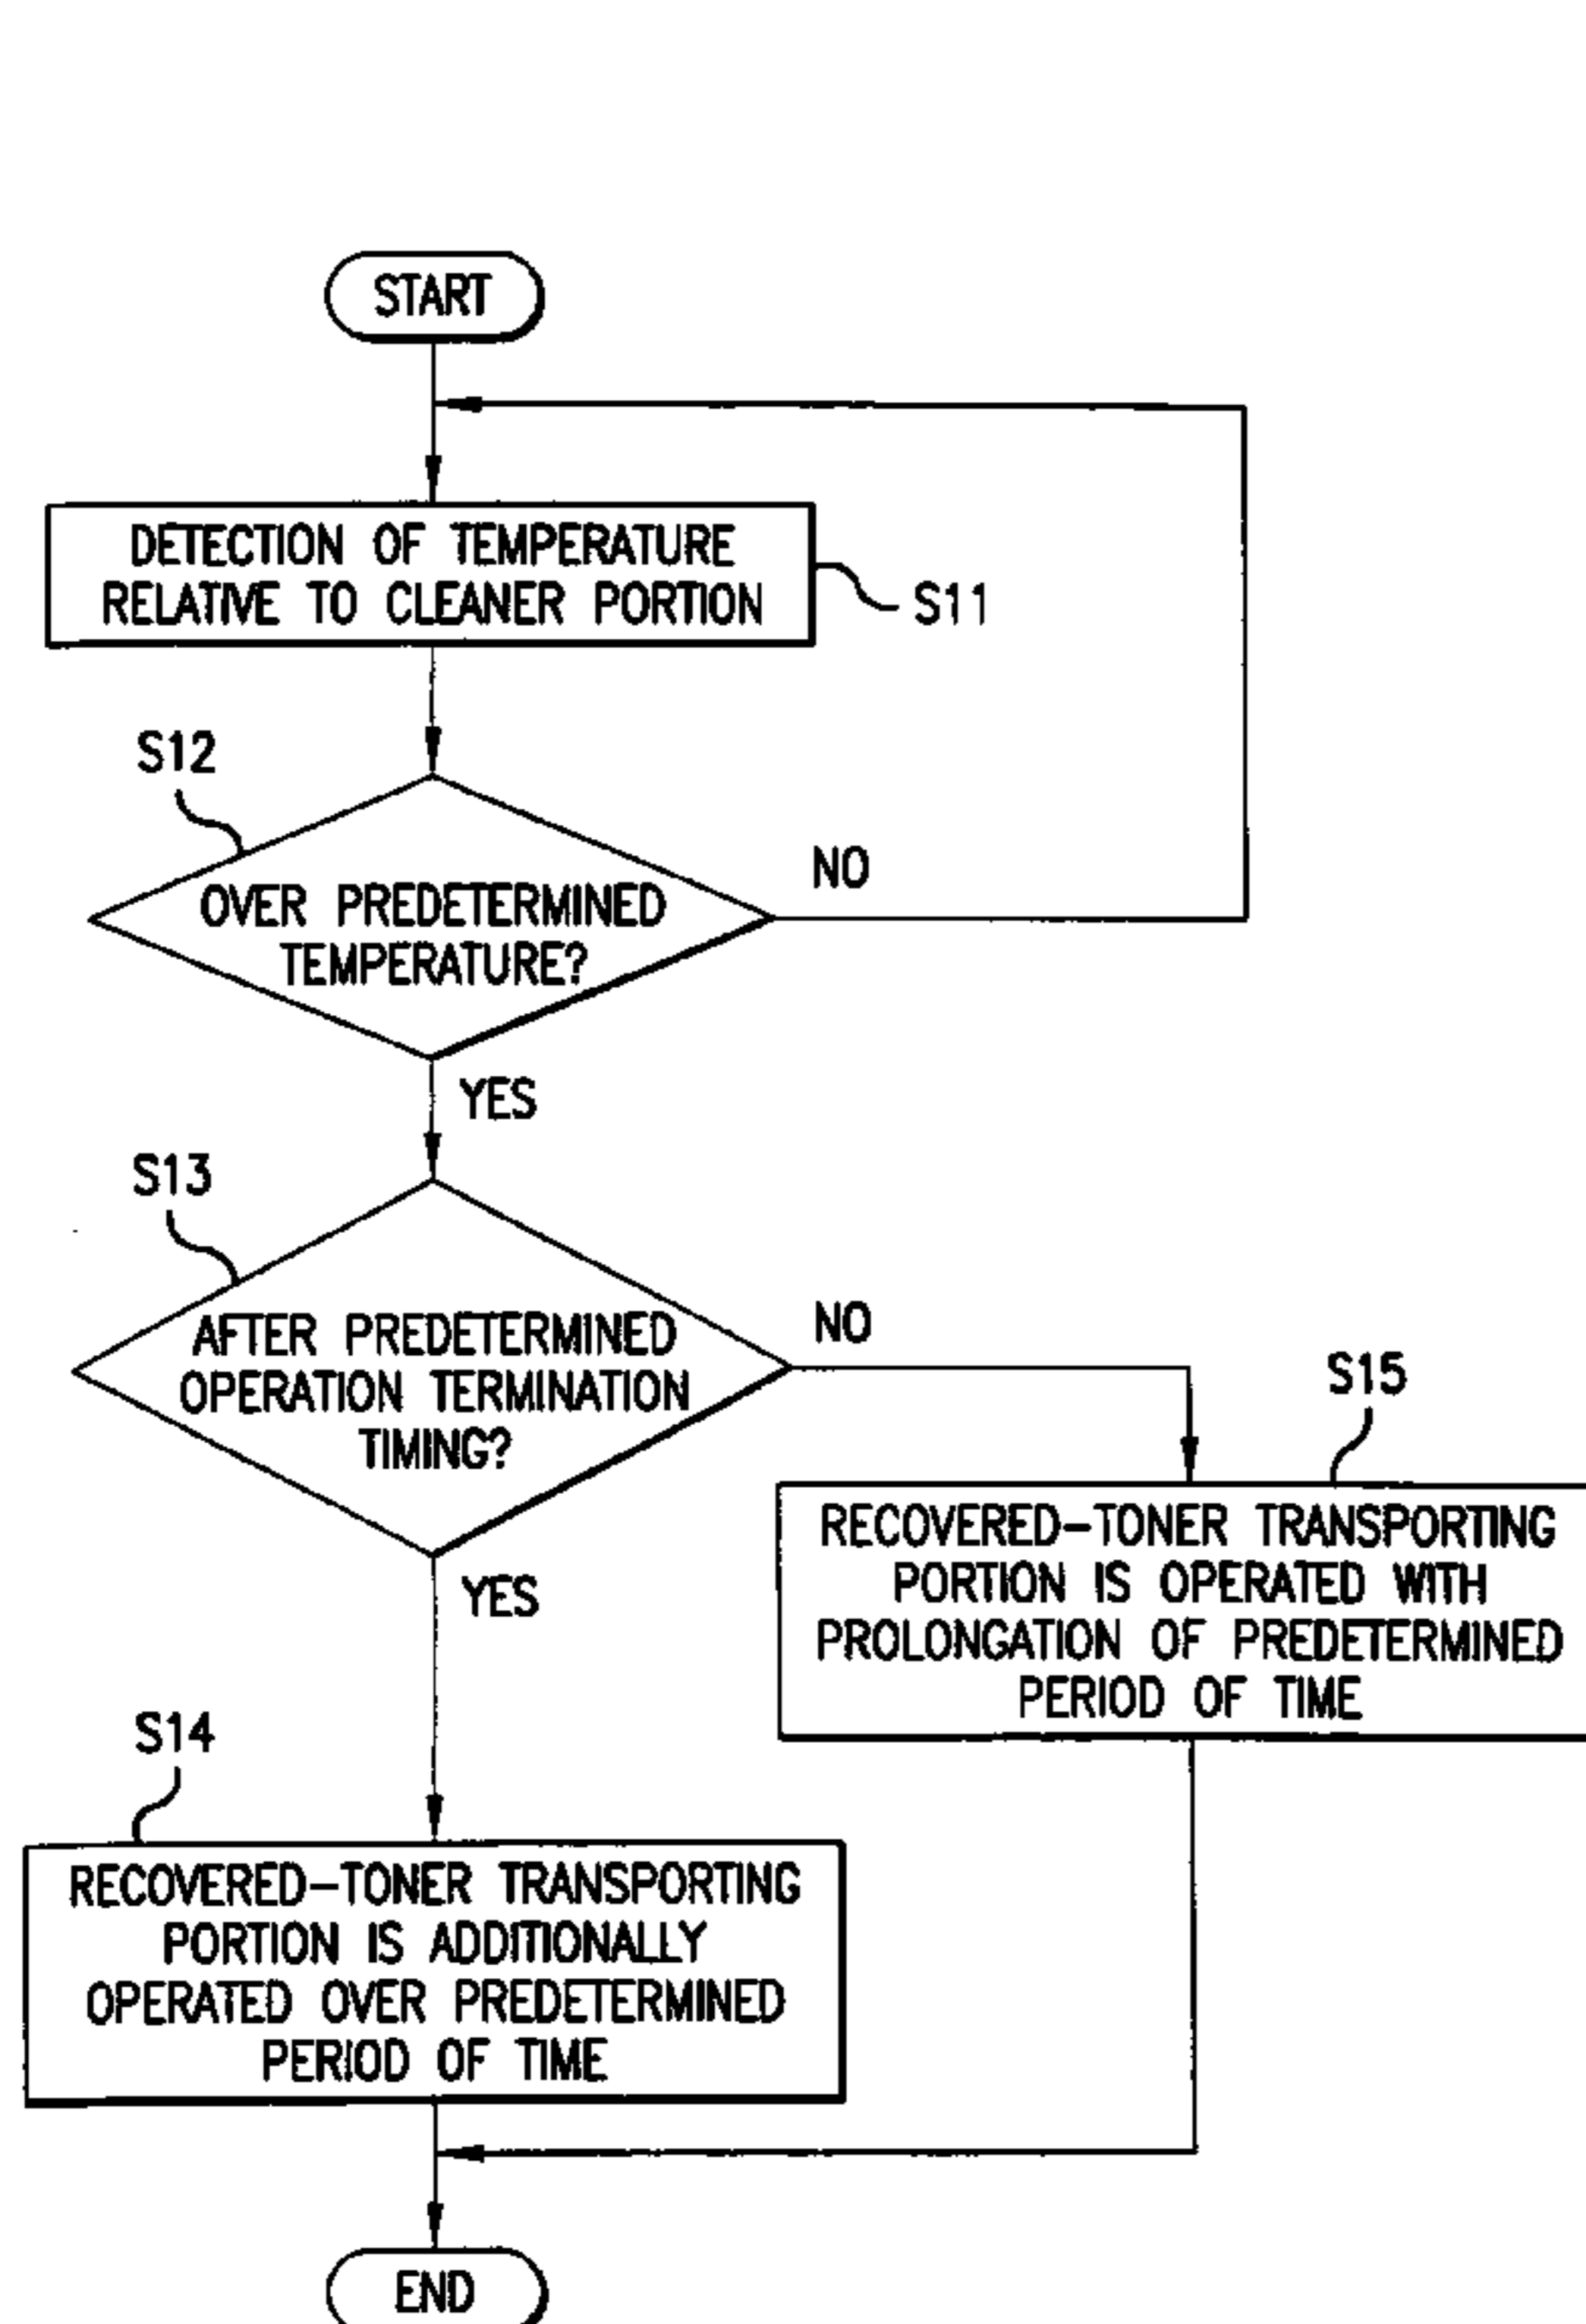 START
DETECTION OF TEMPERATURE
RELATIVE TO CLEANER PORTION
S11
S12
OVER PREDETERMINED
TEMPERATURE?
NO
YES
S13
AFTER PREDETERMINED
OPERATION TERMINATION
TIMING?
NO
YES
S15
RECOVERED-TONER TRANSPORTING
PORTION IS OPERATED WITH
PROLONGATION OF PREDETERMINED
PERIOD OF TIME
S14
RECOVERED-TONER TRANSPORTING
PORTION IS ADDITIONALLY
OPERATED OVER PREDETERMINED
PERIOD OF TIME
END